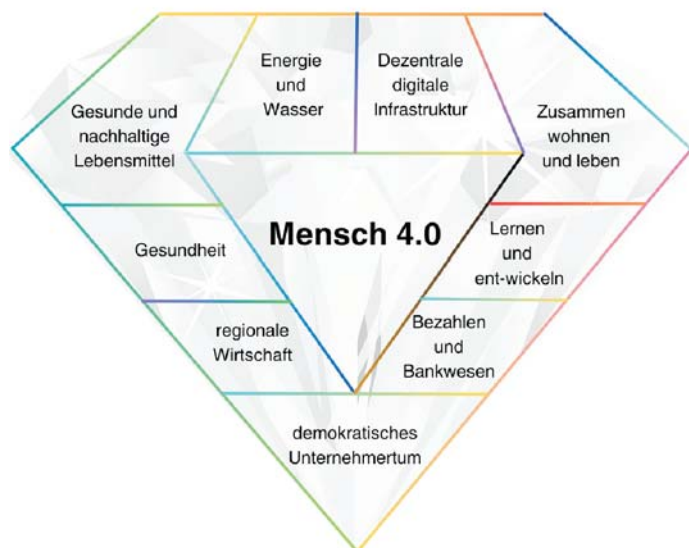 Energie
und
Wasser
Dezentrale
digitale
Infrastruktur
Gesunde und
nachhaltige
Lebensmittel
Zusammen
wohnen
und leben
Mensch 4.0
Gesundheit
Lernen
und
ent-wickeln
regionale
Wirtschaft
Bezahlen
und
Bankwesen
demokratisches
Unternehmertum